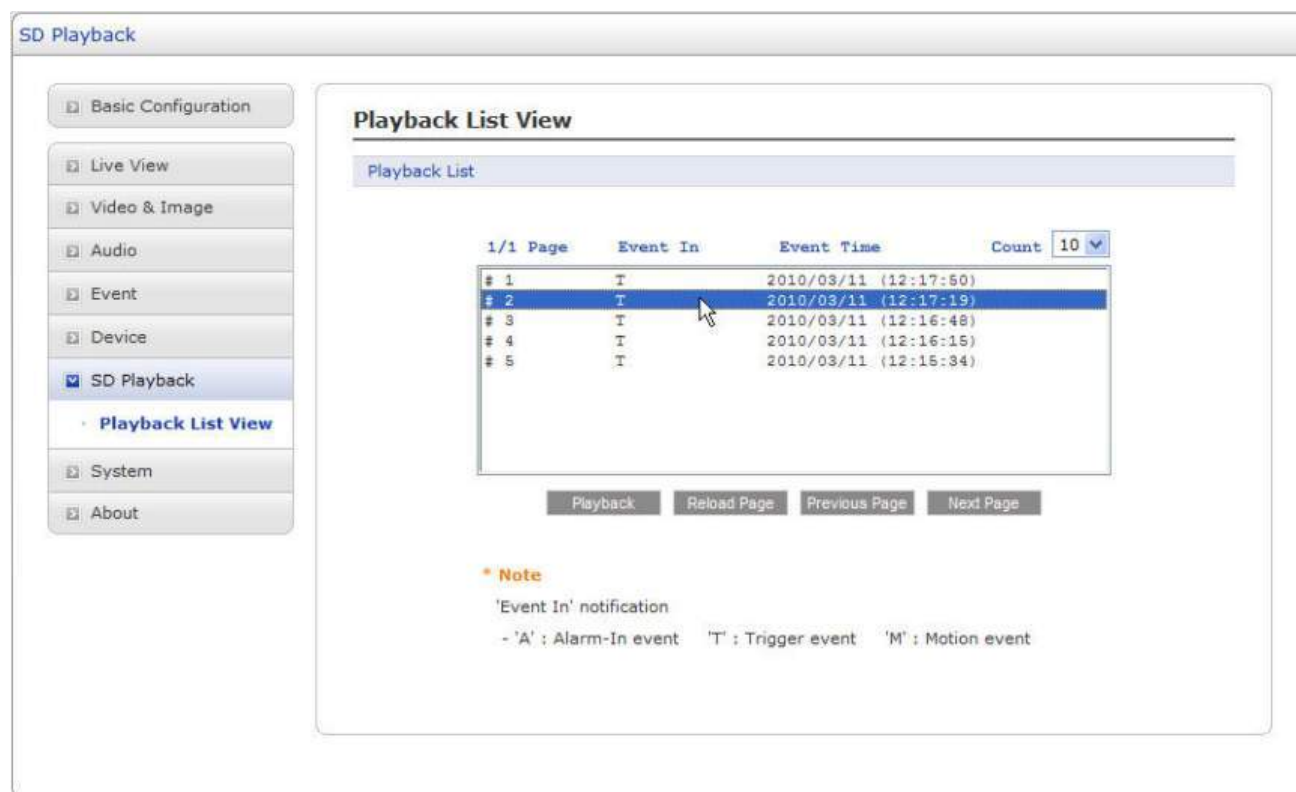 SD Playback
Basic Configuration
Live View
Video & Image
Audio
Event
Device
SD Playback
Playback List View
System
About
Playback List View
Playback List
1/1 Page Event In Event Time Count 10
# 1 T 2010/03/11 (12:17:50)
# 2 T 2010/03/11 (12:17:19)
# 3 T 2010/03/11 (12:16:48)
# 4 T 2010/03/11 (12:16:15)
# 5 T 2010/03/11 (12:15:34)
Playback Reload Page Previous Page Next Page
* Note
'Event In' notification
- 'A' : Alarm-In event 'T' : Trigger event 'M' : Motion event